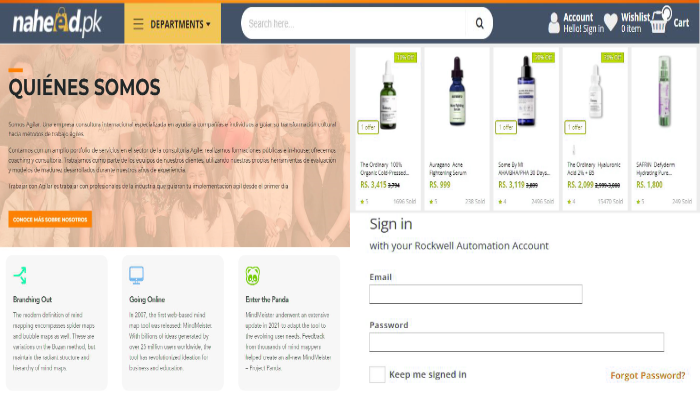 naheed.pk
DEPARTMENTS
Search here...
Account
Hello! Sign in
Wishlist
0 item
0
Cart
QUIÉNES SOMOS
Somos Agilar. Una empresa consultora internacional especializada en ayudar a compañías e individuos a guiar su transformación cultural
hacia métodos de trabajo ágiles.
Contamos con un amplio portfolio de servicios en el sector de la consultoría Agile, realizamos formaciones públicas e in-house, ofrecemos
coaching y consultoría. Trabajamos como parte de los equipos de nuestros clientes, utilizando nuestras propias herramientas de evaluación
y modelos de madurez desarrollados durante nuestros años de experiencia.
Trabajar con Agilar es trabajar con profesionales de la industria que guiarán tu implementación ágil desde el primer día.
CONOCE MÁS SOBRE NOSOTROS
1 offer
The Ordinary 100%
Organic Cold-Pressed...
RS. 3,415
5
1696 Sold
Auragano Acne
Fightening Serum
RS. 999
5
238 Sold
1 offer
Some By Mi
AHA/BHA/PHA 30 Days...
RS. 3,119
4
2496 Sold
1 offer
The Ordinary Hyaluronic
Acid 2% + B5
RS. 2,099
4
SAFRIN Dehyderm
Hydrating Pure...
RS. 1,800
5
249 Sold
Branching Out
The modern definition of mind
mapping encompasses spider maps
and bubble maps as well. These are
variations on the Buzan method, but
maintain the radiant structure and
hierarchy of mind maps.
Going Online
In 2007, the first web-based mind
map tool was released: MindMeister.
With billions of ideas generated by
over 25 million users worldwide, the
tool has revolutionized ideation for
business and education.
Enter the Panda
MindMeister underwent an extensive
update in 2021 to adapt the tool to
the evolving user needs. Feedback
from thousands of mind mappers
helped create an all-new MindMeister
– Project Panda.
Sign in
with your Rockwell Automation Account
Email
Password
Keep me signed in
Forgot Password?